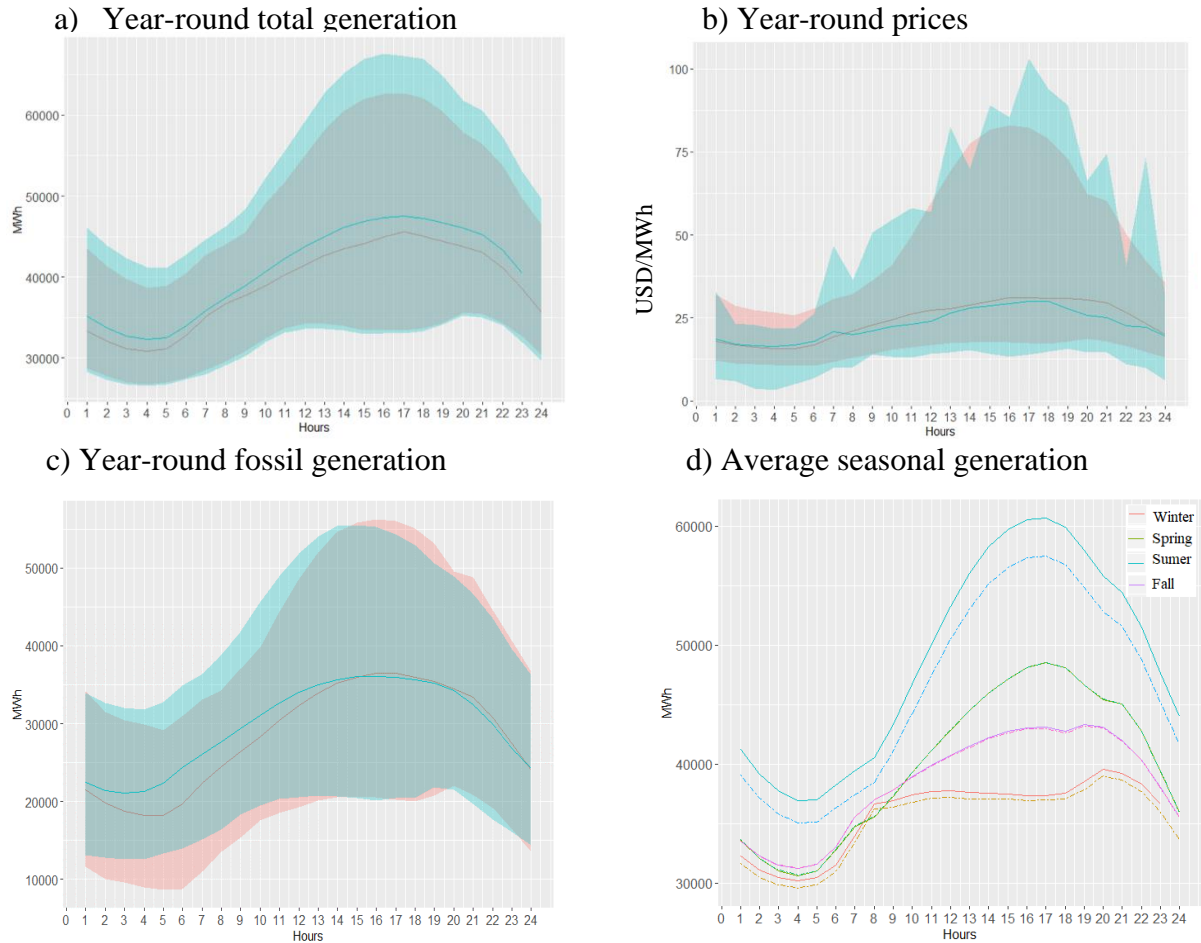 a) Year-round total generation
60000
50000
40000
30000
MWh
0 1 2 3 4 5 6 7 8 9 10 11 12 13 14 15 16 17 18 19 20 21 22 23 24
Hours
b) Year-round prices
100
75
50
25
0
USD/MWh
0 1 2 3 4 5 6 7 8 9 10 11 12 13 14 15 16 17 18 19 20 21 22 23 24
Hours
c) Year-round fossil generation
50000
40000
30000
20000
10000
MWh
0 1 2 3 4 5 6 7 8 9 10 11 12 13 14 15 16 17 18 19 20 21 22 23 24
Hours
d) Average seasonal generation
60000
50000
40000
30000
MWh
Winter
Spring
Sumer
Fall
0 1 2 3 4 5 6 7 8 9 10 11 12 13 14 15 16 17 18 19 20 21 22 23 24
Hours